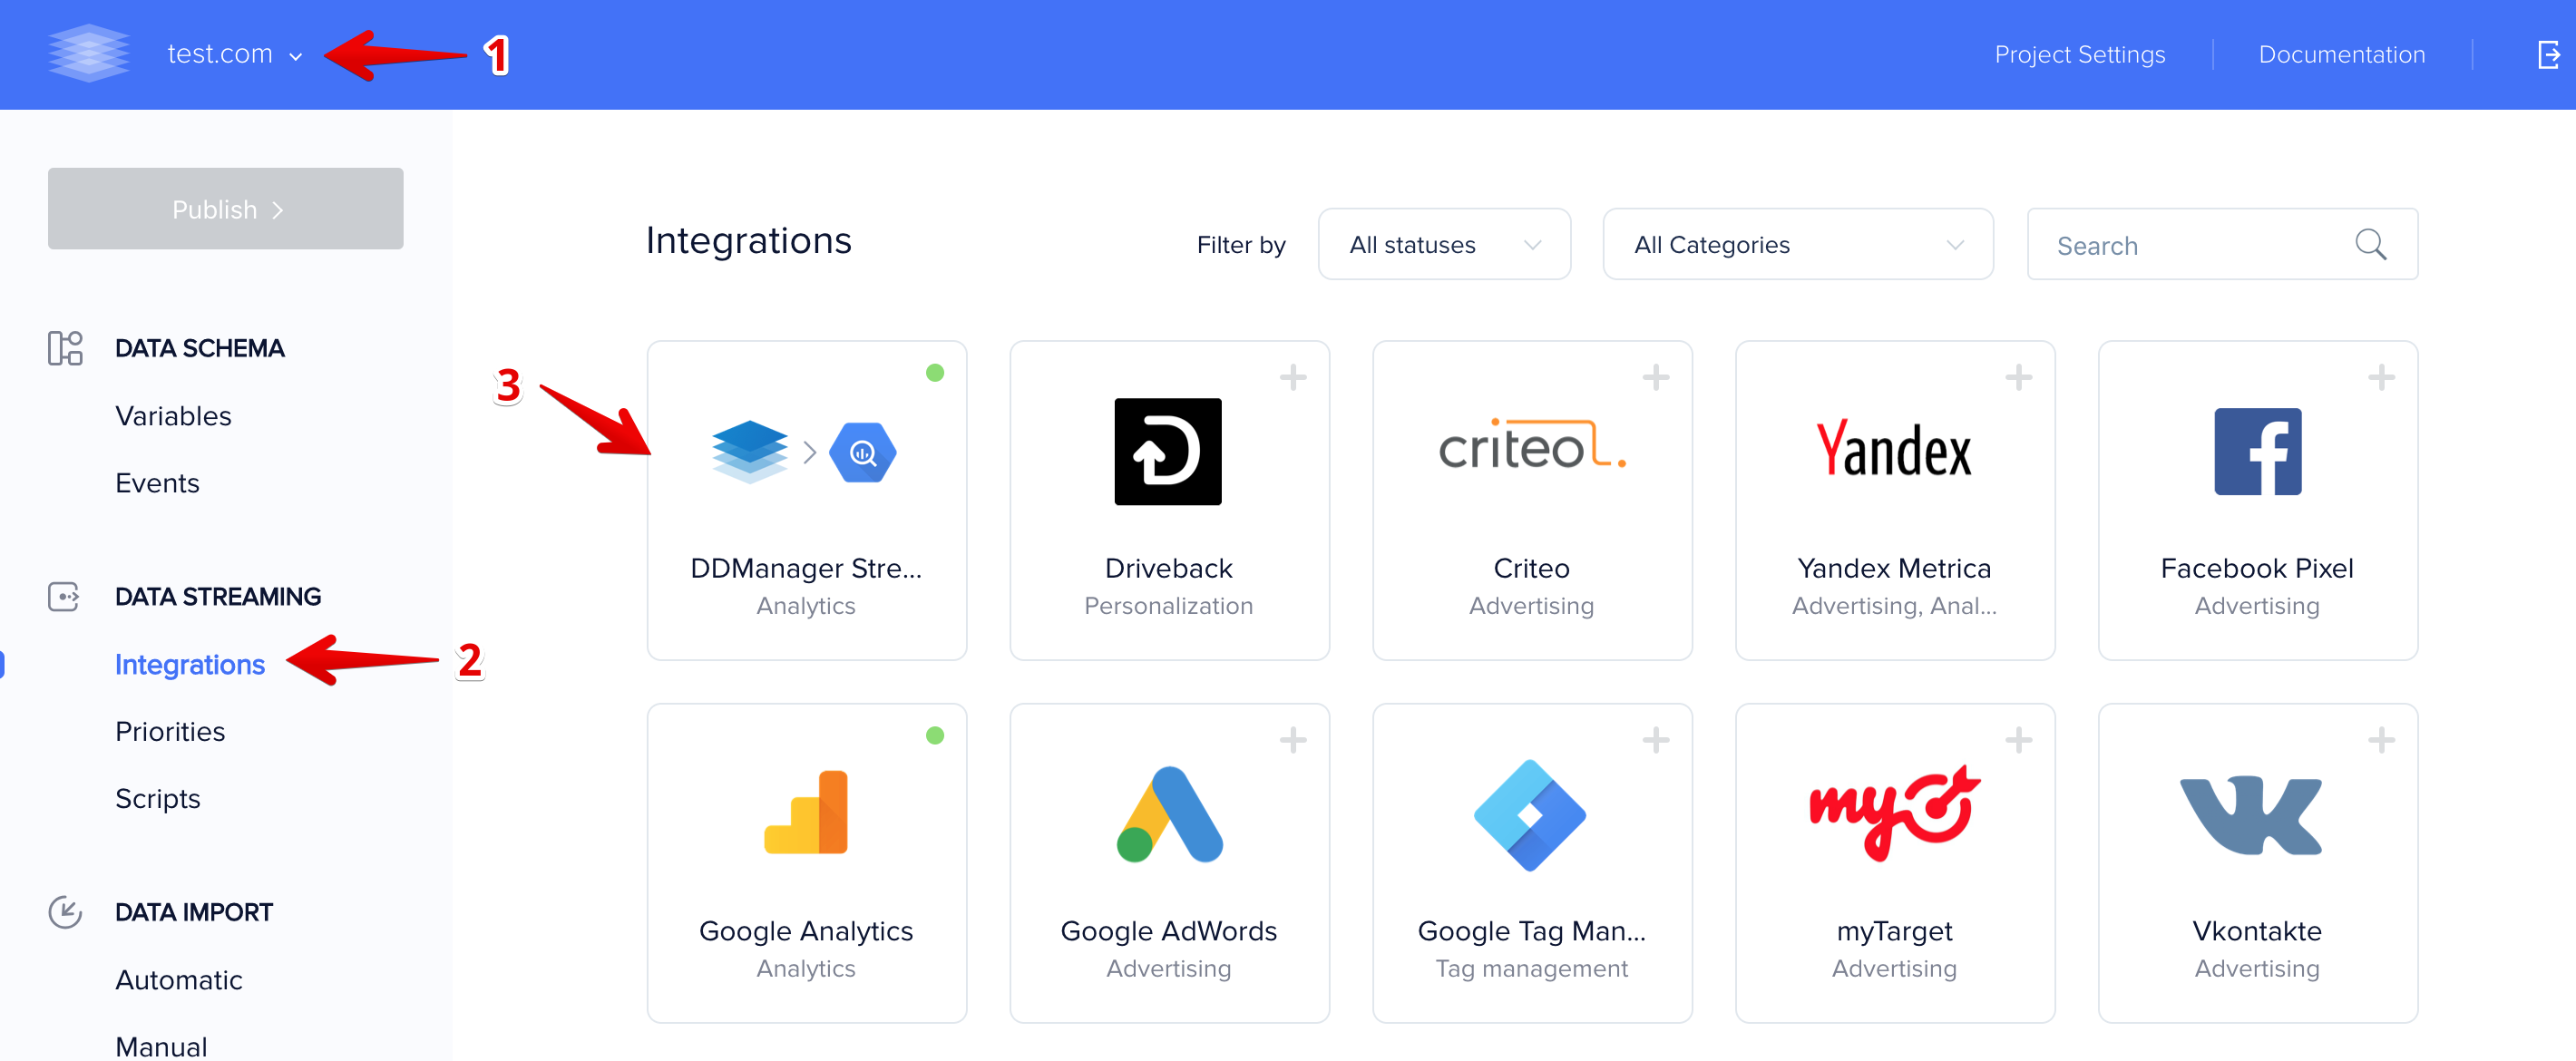 test.com
1
Project Settings
Documentation
Publish
DATA SCHEMA
Variables
Events
DATA STREAMING
Integrations
2
Priorities
Scripts
DATA IMPORT
Automatic
Manual
Integrations
Filter by
All statuses
All Categories
Search
3
DDManager Stre...
Analytics
D
Driveback
Personalization
criteo
Criteo
Advertising
Yandex
Yandex Metrica
Advertising, Anal...
f
Facebook Pixel
Advertising
Google Analytics
Analytics
Google AdWords
Advertising
Google Tag Man...
Tag management
my
myTarget
Advertising
VK
Vkontakte
Advertising